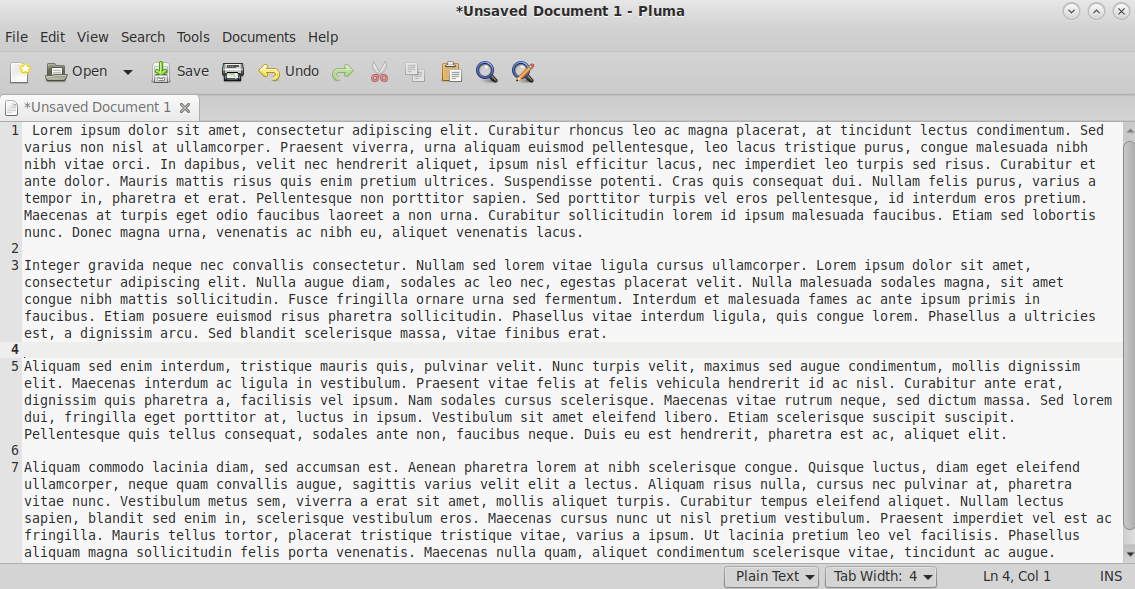 *Unsaved Document 1 - Pluma
File Edit View Search Tools Documents Help
Open Save Undo
*Unsaved Document 1
1 Lorem ipsum dolor sit amet, consectetur adipiscing elit. Curabitur rhoncus leo ac magna placerat, at tincidunt lectus condimentum. Sed
varius non nisl at ullamcorper. Praesent viverra, urna aliquam euismod pellentesque, leo lacus tristique purus, congue malesuada nibh
nibh vitae orci. In dapibus, velit nec hendrerit aliquet, ipsum nisl efficitur lacus, nec imperdiet leo turpis sed risus. Curabitur et
ante dolor. Mauris mattis risus quis enim pretium ultrices. Suspendisse potenti. Cras quis consequat dui. Nullam felis purus, varius a
tempor in, pharetra et erat. Pellentesque non porttitor sapien. Sed porttitor turpis vel eros pellentesque, id interdum eros pretium.
Maecenas at turpis eget odio faucibus laoreet a non urna. Curabitur sollicitudin lorem id ipsum malesuada faucibus. Etiam sed lobortis
nunc. Donec magna urna, venenatis ac nibh eu, aliquet venenatis lacus.
2
3 Integer gravida neque nec convallis consectetur. Nullam sed lorem vitae ligula cursus ullamcorper. Lorem ipsum dolor sit amet,
consectetur adipiscing elit. Nulla augue diam, sodales ac leo nec, egestas placerat velit. Nulla malesuada sodales magna, sit amet
congue nibh mattis sollicitudin. Fusce fringilla ornare urna sed fermentum. Interdum et malesuada fames ac ante ipsum primis in
faucibus. Etiam posuere euismod risus pharetra sollicitudin. Phasellus vitae interdum ligula, quis congue lorem. Phasellus a ultricies
est, a dignissim arcu. Sed blandit scelerisque massa, vitae finibus erat.
4
5 Aliquam sed enim interdum, tristique mauris quis, pulvinar velit. Nunc turpis velit, maximus sed augue condimentum, mollis dignissim
elit. Maecenas interdum ac ligula in vestibulum. Praesent vitae felis at felis vehicula hendrerit id ac nisl. Curabitur ante erat,
dignissim quis pharetra a, facilisis vel ipsum. Nam sodales cursus scelerisque. Maecenas vitae rutrum neque, sed dictum massa. Sed lorem
dui, fringilla eget porttitor at, luctus in ipsum. Vestibulum sit amet eleifend libero. Etiam scelerisque suscipit suscipit.
Pellentesque quis tellus consequat, sodales ante non, faucibus neque. Duis eu est hendrerit, pharetra est ac, aliquet elit.
6
7 Aliquam commodo lacinia diam, sed accumsan est. Aenean pharetra lorem at nibh scelerisque congue. Quisque luctus, diam eget eleifend
ullamcorper, neque quam convallis augue, sagittis varius velit elit a lectus. Aliquam risus nulla, cursus nec pulvinar at, pharetra
vitae nunc. Vestibulum metus sem, viverra a erat sit amet, mollis aliquet turpis. Curabitur tempus eleifend aliquet. Nullam lectus
sapien, blandit sed enim in, scelerisque vestibulum eros. Maecenas cursus nunc ut nisl pretium vestibulum. Praesent imperdiet vel est ac
fringilla. Mauris tellus tortor, placerat tristique tristique vitae, varius a ipsum. Ut lacinia pretium leo vel facilisis. Phasellus
aliquam magna sollicitudin felis porta venenatis. Maecenas nulla quam, aliquet condimentum scelerisque vitae, tincidunt ac augue.
Plain Text Tab Width: 4 Ln 4, Col 1 INS